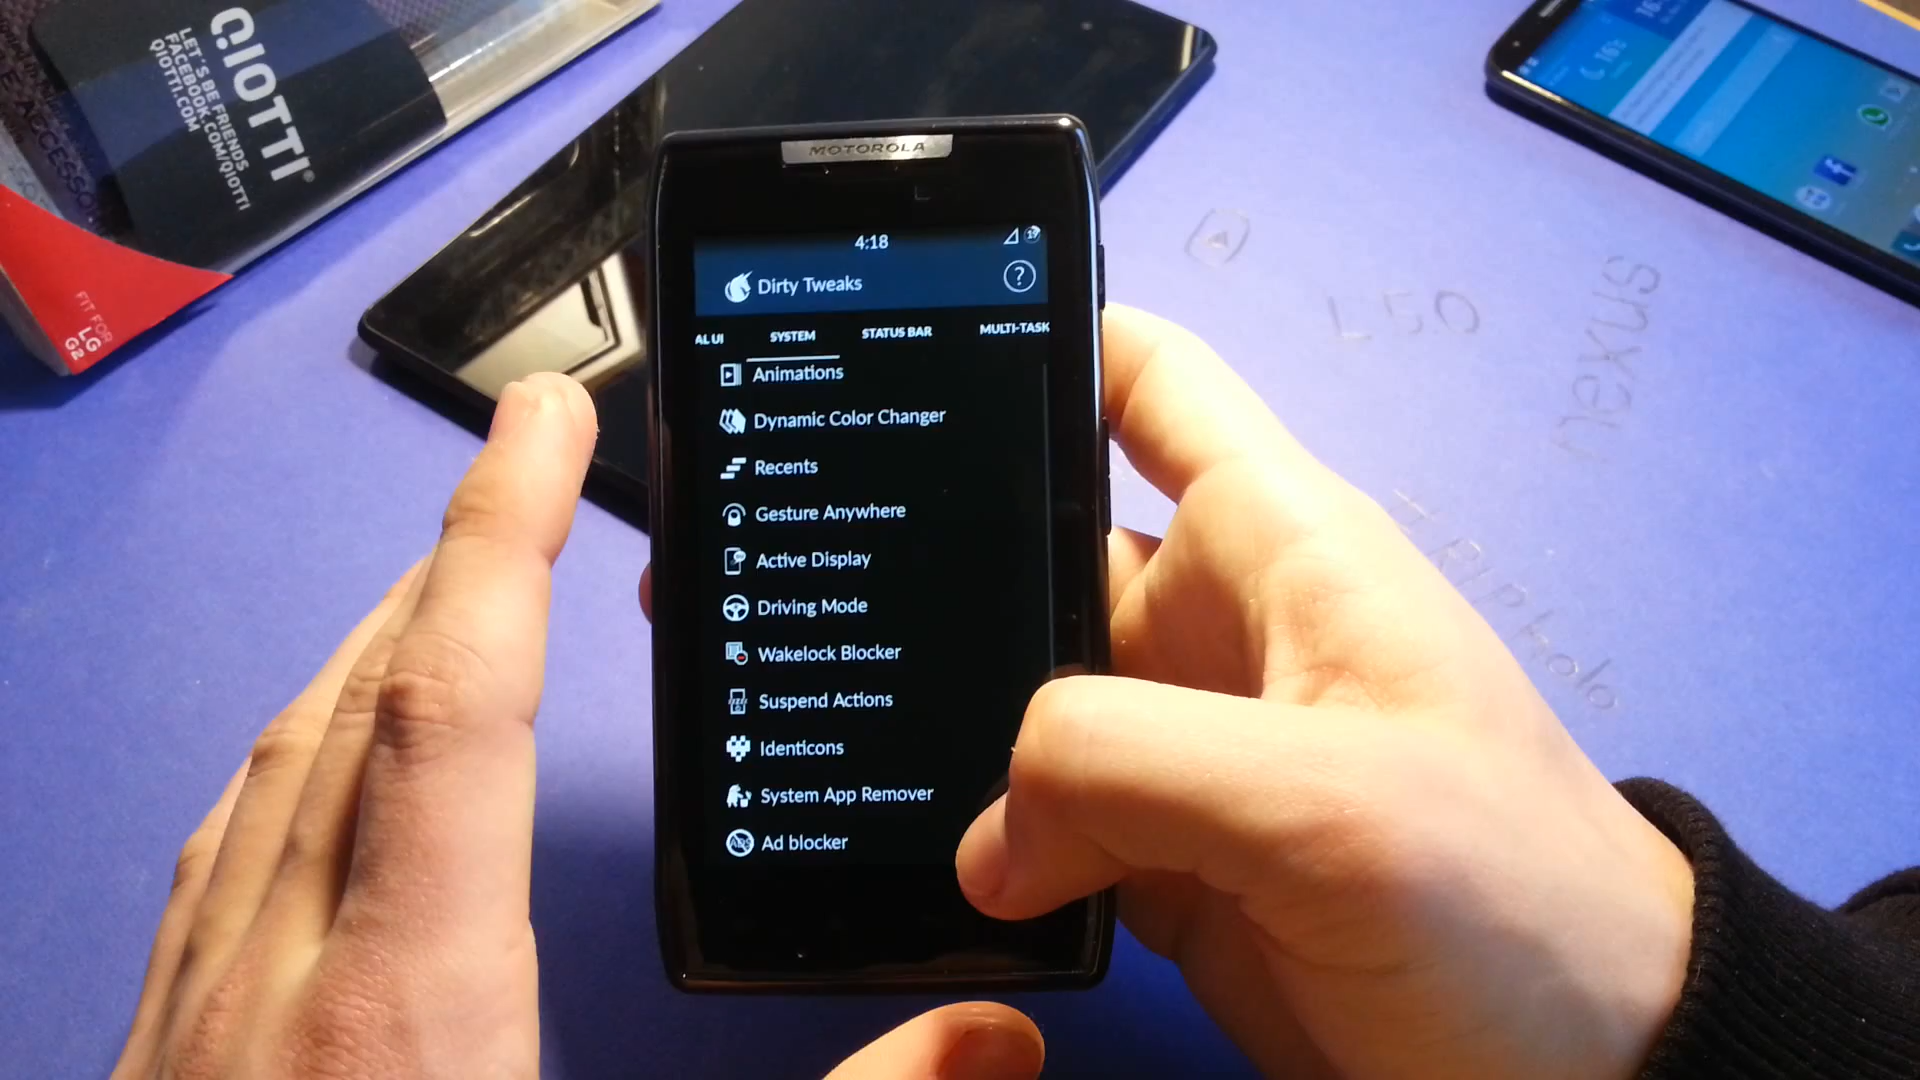 QIOTTI®
LET'S BE FRIENDS
FACEBOOK.COM/QIOTTI
QIOTTI.COM
FIT FOR
LG
G2
MOTOROLA
4:18
19
Dirty Tweaks
?
AL UI SYSTEM STATUS BAR MULTI-TASK
Animations
Dynamic Color Changer
Recents
Gesture Anywhere
Active Display
Driving Mode
Wakelock Blocker
Suspend Actions
Identicons
System App Remover
ADS
Ad blocker
L50
nexus